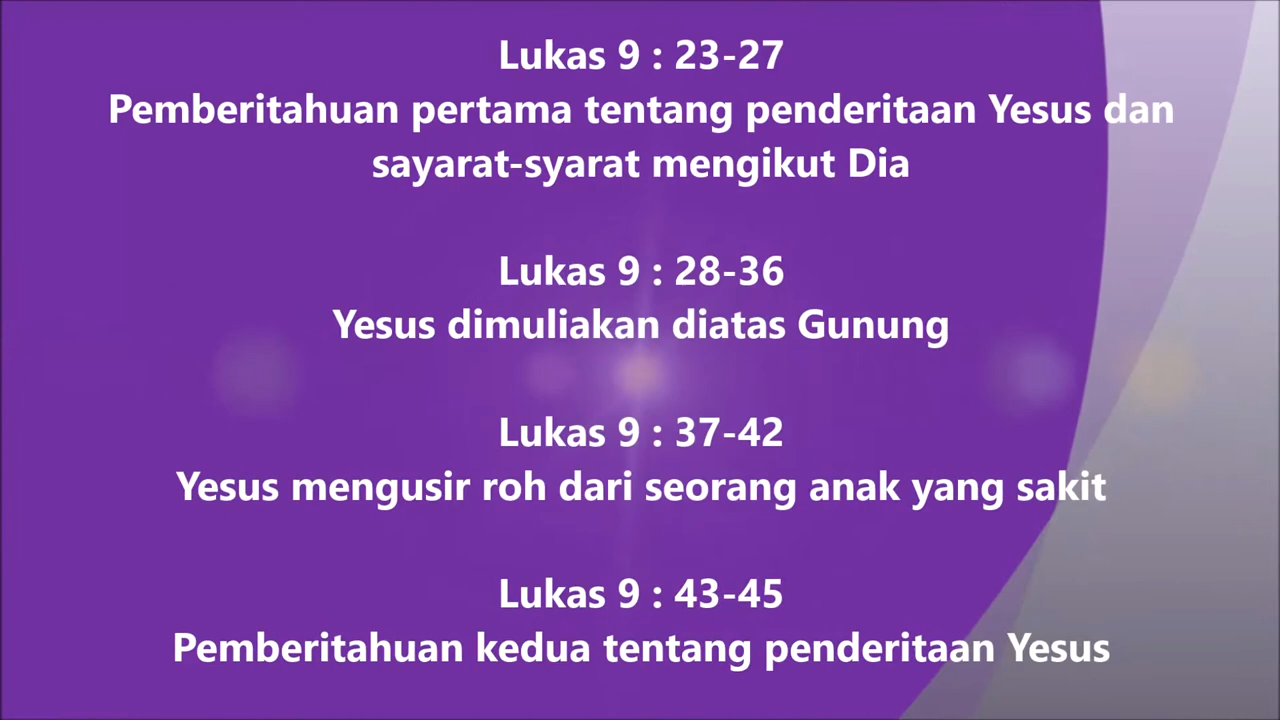 Lukas 9 : 23-27
Pemberitahuan pertama tentang penderitaan Yesus dan
sayarat-syarat mengikut Dia
Lukas 9 : 28-36
Yesus dimuliakan diatas Gunung
Lukas 9 : 37-42
Yesus mengusir roh dari seorang anak yang sakit
Lukas 9 : 43-45
Pemberitahuan kedua tentang penderitaan Yesus